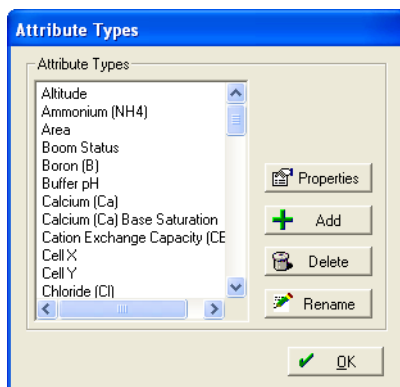 Attribute Types
Attribute Types
Altitude
Ammonium (NH4)
Area
Boom Status
Boron (B)
Buffer pH
Calcium (Ca)
Calcium (Ca) Base Saturation
Cation Exchange Capacity (CE
Cell X
Cell Y
Chloride (Cl)
Properties
Add
Delete
Rename
OK